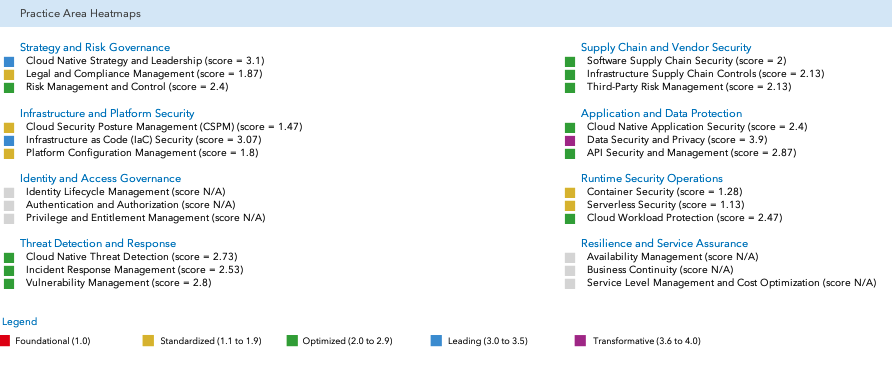 Practice Area Heatmaps
Strategy and Risk Governance
Cloud Native Strategy and Leadership (score = 3.1)
Legal and Compliance Management (score = 1.87)
Risk Management and Control (score = 2.4)
Infrastructure and Platform Security
Cloud Security Posture Management (CSPM) (score = 1.47)
Infrastructure as Code (IaC) Security (score = 3.07)
Platform Configuration Management (score = 1.8)
Identity and Access Governance
Identity Lifecycle Management (score N/A)
Authentication and Authorization (score N/A)
Privilege and Entitlement Management (score N/A)
Threat Detection and Response
Cloud Native Threat Detection (score = 2.73)
Incident Response Management (score = 2.53)
Vulnerability Management (score = 2.8)
Supply Chain and Vendor Security
Software Supply Chain Security (score = 2)
Infrastructure Supply Chain Controls (score = 2.13)
Third-Party Risk Management (score = 2.13)
Application and Data Protection
Cloud Native Application Security (score = 2.4)
Data Security and Privacy (score = 3.9)
API Security and Management (score = 2.87)
Runtime Security Operations
Container Security (score = 1.28)
Serverless Security (score = 1.13)
Cloud Workload Protection (score = 2.47)
Resilience and Service Assurance
Availability Management (score N/A)
Business Continuity (score N/A)
Service Level Management and Cost Optimization (score N/A)
Legend
Foundational (1.0)
Standardized (1.1 to 1.9)
Optimized (2.0 to 2.9)
Leading (3.0 to 3.5)
Transformative (3.6 to 4.0)